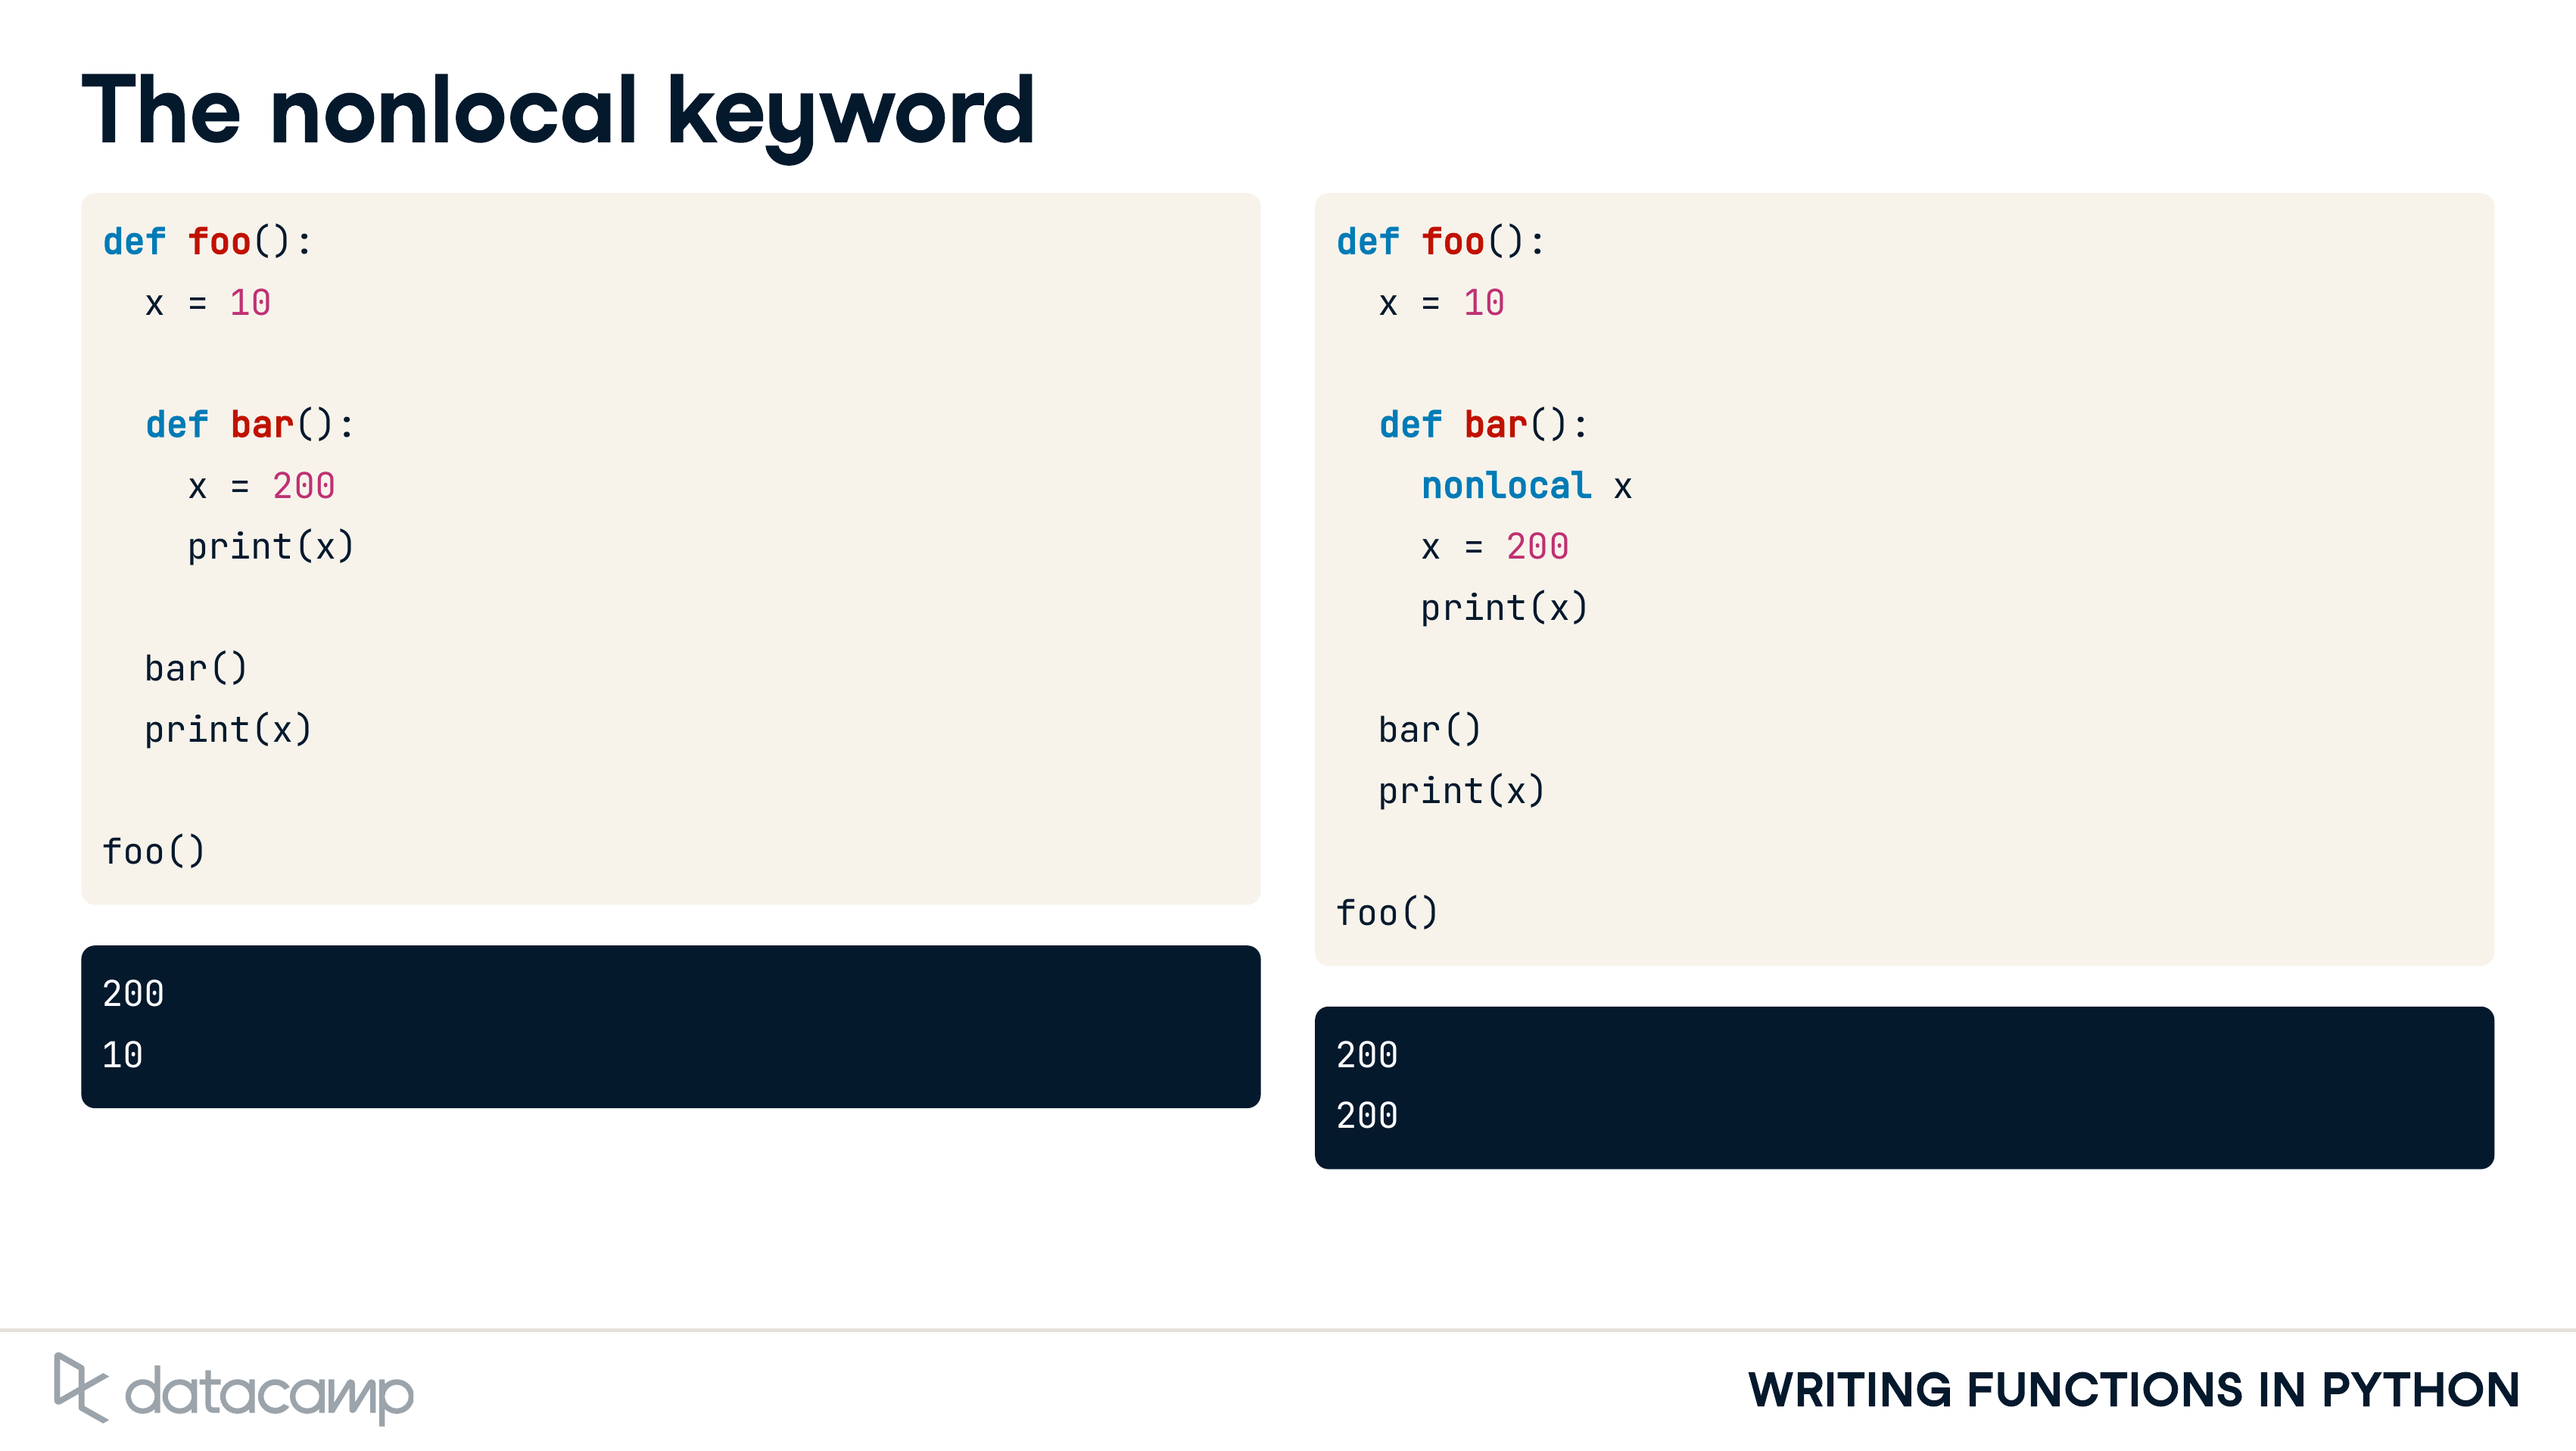 The nonlocal keyword
def foo():
  x = 10

  def bar():
    x = 200
    print(x)

  bar()
  print(x)

foo()
200
10
def foo():
  x = 10

  def bar():
    nonlocal x
    x = 200
    print(x)

  bar()
  print(x)

foo()
200
200
datacamp
WRITING FUNCTIONS IN PYTHON